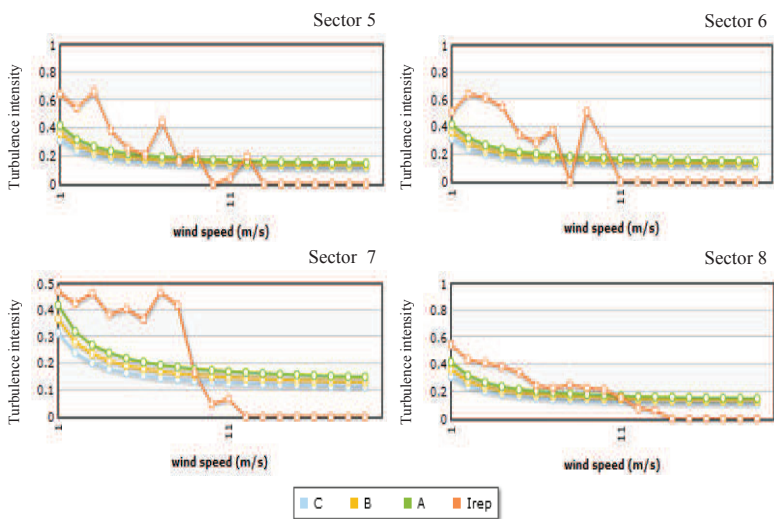 Sector 5
Turbulence intensity
1
0.8
0.6
0.4
0.2
0
1
11
wind speed (m/s)
Sector 6
Turbulence intensity
1
0.8
0.6
0.4
0.2
0
1
11
wind speed (m/s)
Sector 7
Turbulence intensity
0.5
0.4
0.3
0.2
0.1
0
1
11
wind speed (m/s)
Sector 8
Turbulence intensity
1
0.8
0.6
0.4
0.2
0
1
11
wind speed (m/s)
C B A Irep